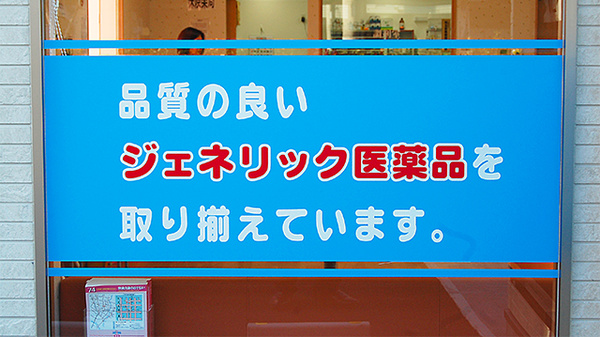 品質の良い
ジェネリック医薬品を
取り揃えています。